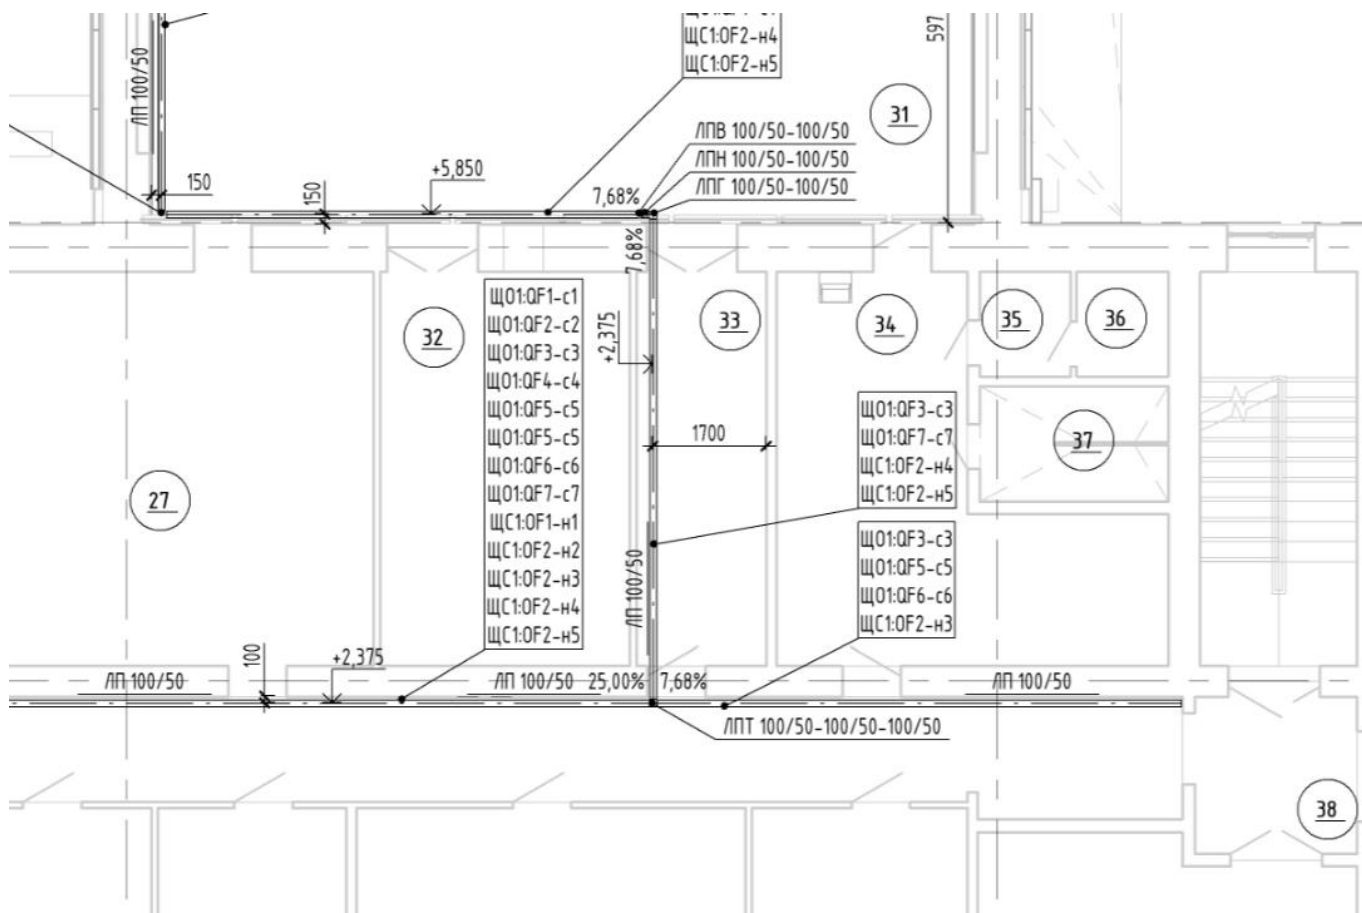 ЩС1:QF2-н4
ЩС1:QF2-н5
597
ЛП 100/50
31
ЛПВ 100/50-100/50
ЛПН 100/50-100/50
ЛПГ 100/50-100/50
+5,850
150
150
7,68%
7,68%
ЩО1:QF1-с1
ЩО1:QF2-с2
ЩО1:QF3-с3
ЩО1:QF4-с4
ЩО1:QF5-с5
ЩО1:QF5-с5
ЩО1:QF6-с6
ЩО1:QF7-с7
ЩС1:QF1-н1
ЩС1:QF2-н2
ЩС1:QF2-н3
ЩС1:QF2-н4
ЩС1:QF2-н5
32
+2,375
33
34
35
36
37
1700
ЩО1:QF3-с3
ЩО1:QF7-с7
ЩС1:QF2-н4
ЩС1:QF2-н5
27
ЩО1:QF3-с3
ЩО1:QF5-с5
ЩО1:QF6-с6
ЩС1:QF2-н3
ЛП 100/50
100
+2,375
ЛП 100/50
ЛП 100/50
25,00%
7,68%
ЛП 100/50
ЛПТ 100/50-100/50-100/50
38